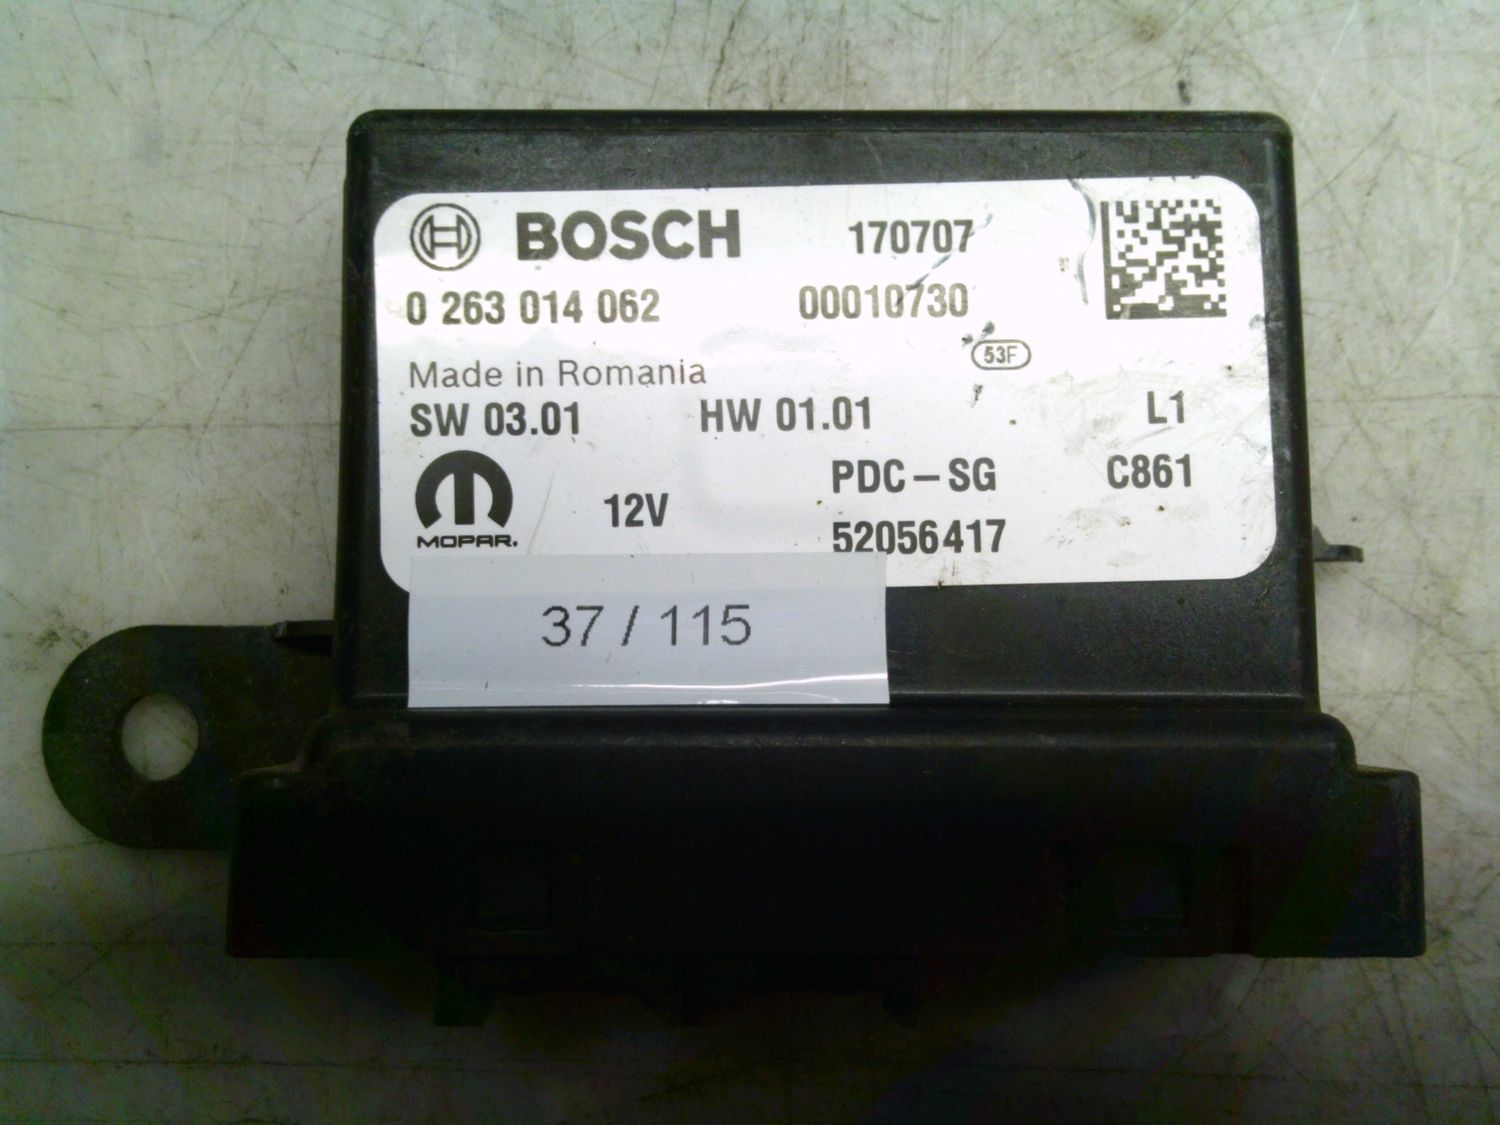 BOSCH 170707
0 263 014 062 00010730
53F
Made in Romania
SW 03.01 HW 01.01 L1
PDC-SG C861
12V
MOPAR.
52056417
37 / 115